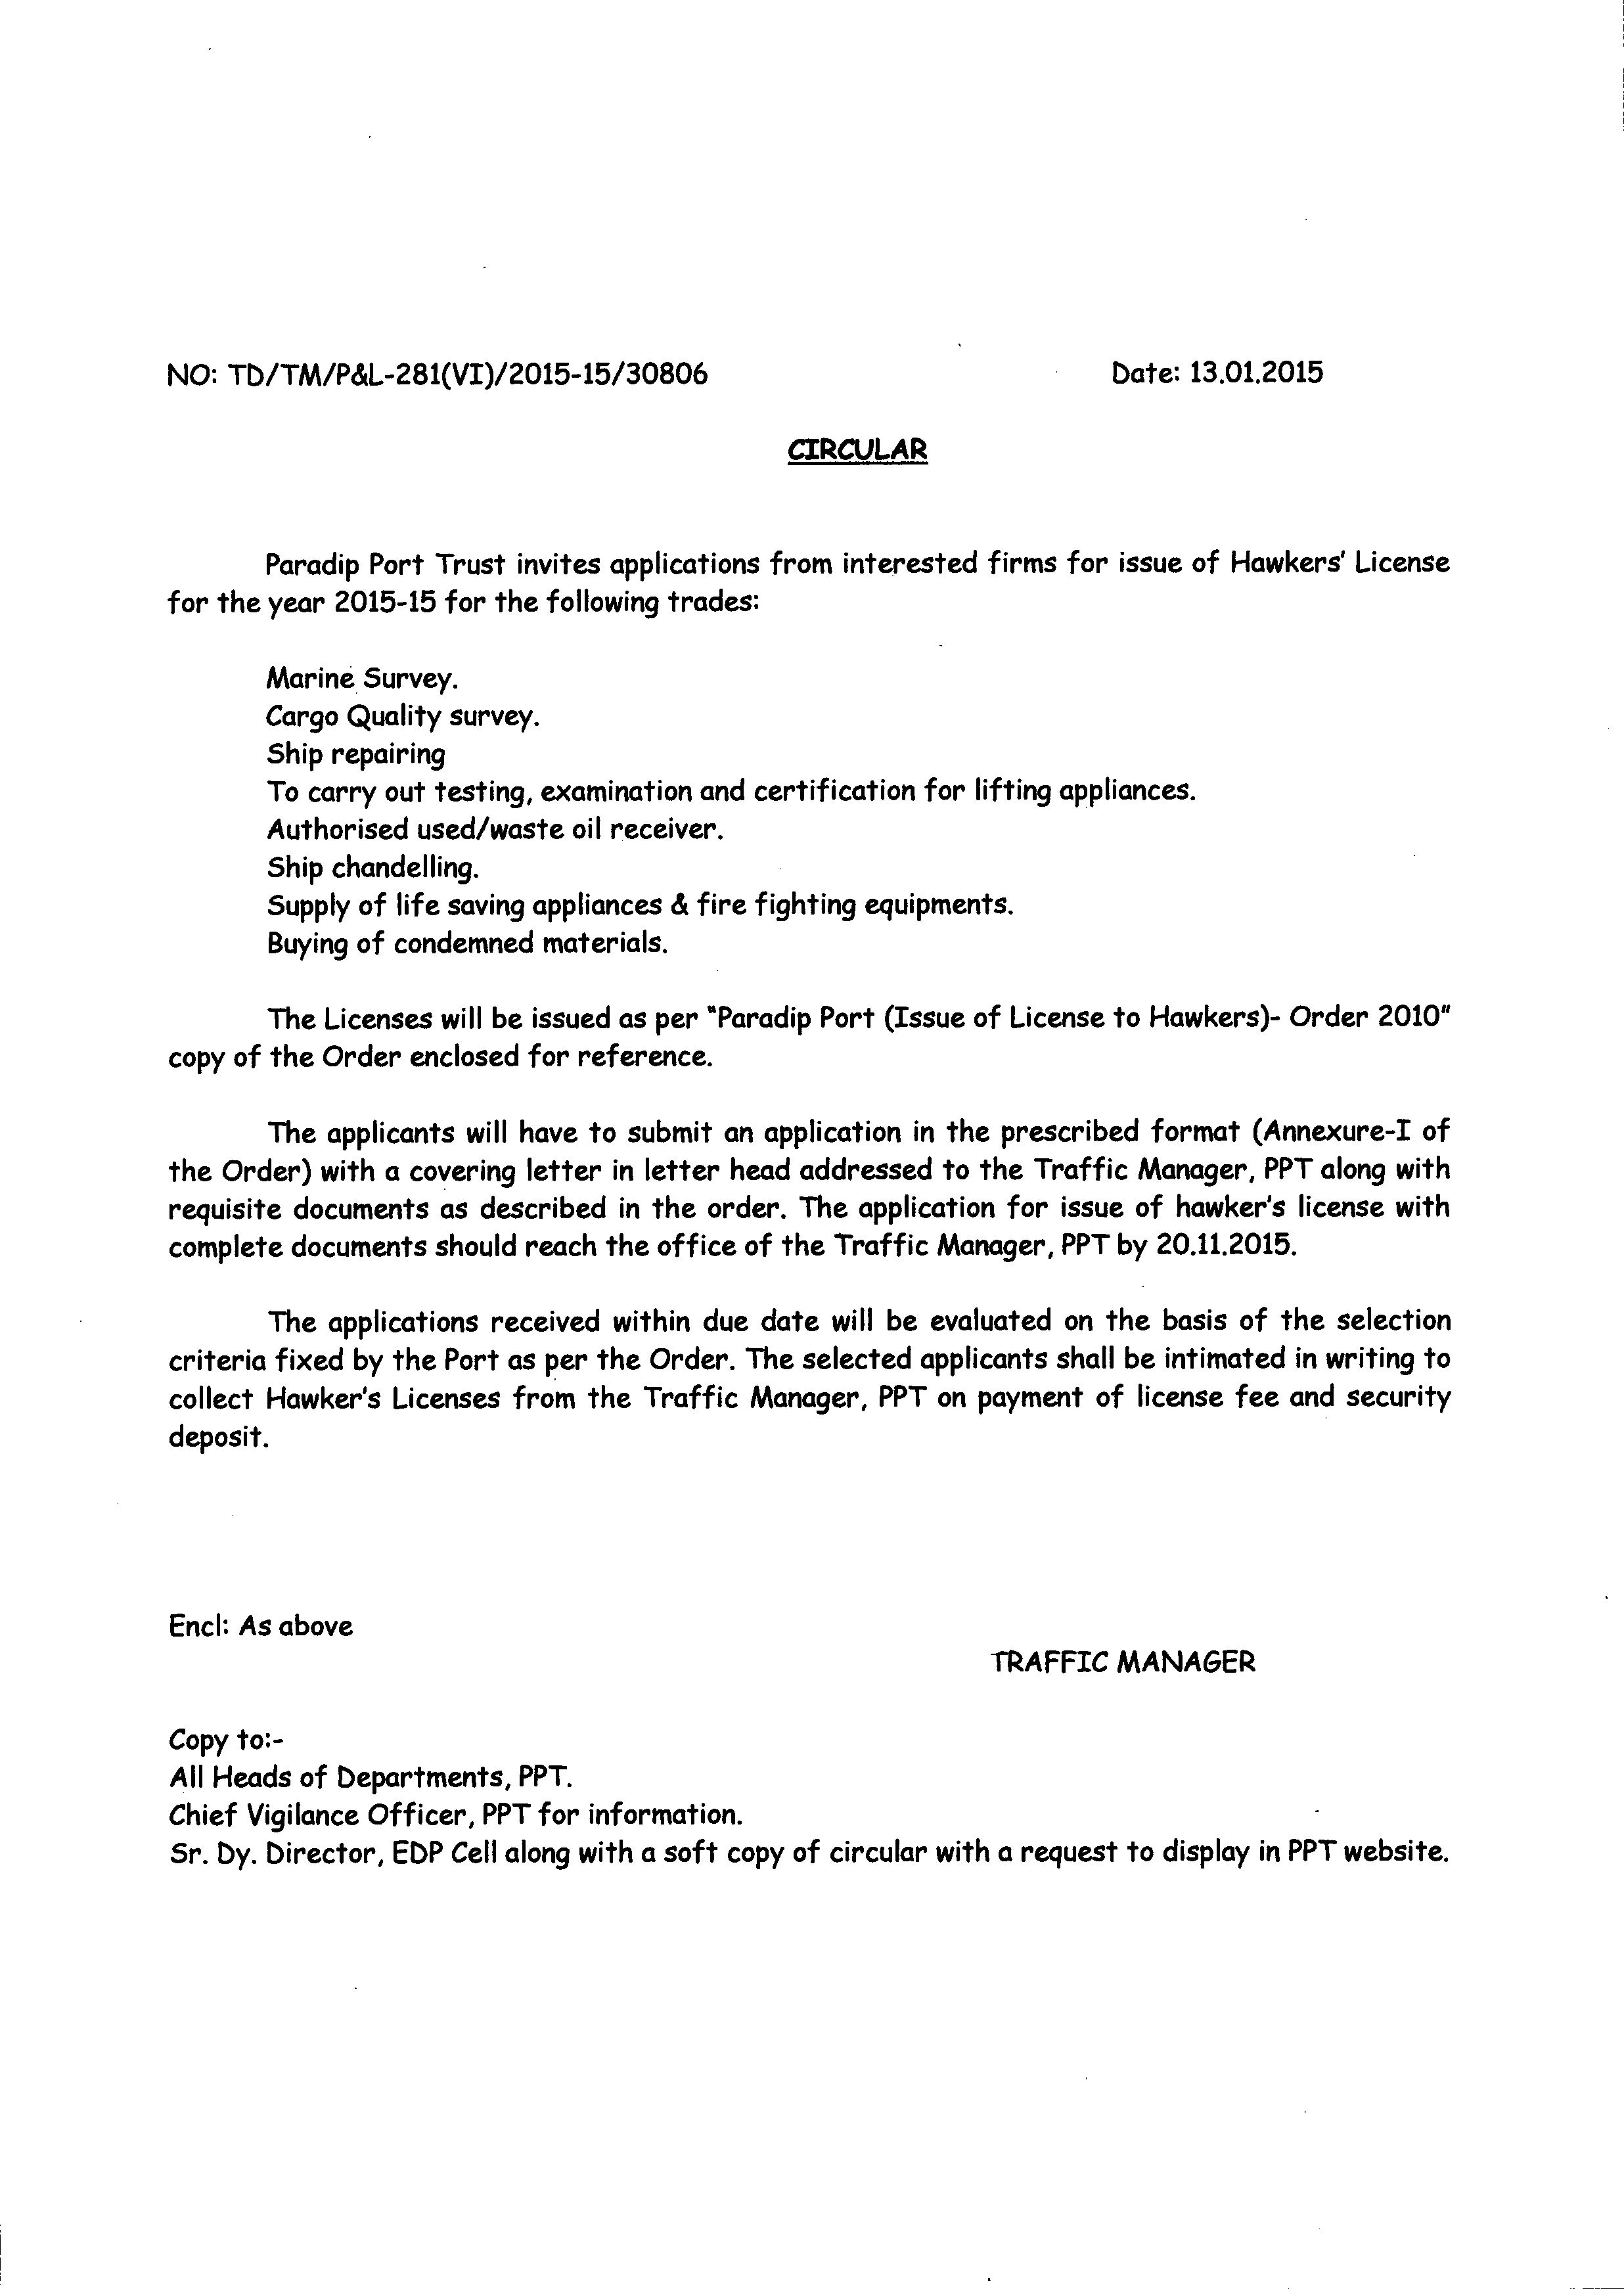 NO: TD/TM/P&L-281(VI)/2015-15/30806 Date: 13.01.2015
CIRCULAR
Paradip Port Trust invites applications from interested firms for issue of Hawkers' License
for the year 2015-15 for the following trades:
Marine Survey.
Cargo Quality survey.
Ship repairing
To carry out testing, examination and certification for lifting appliances.
Authorised used/waste oil receiver.
Ship chandelling.
Supply of life saving appliances & fire fighting equipments.
Buying of condemned materials.
The Licenses will be issued as per "Paradip Port (Issue of License to Hawkers)- Order 2010"
copy of the Order enclosed for reference.
The applicants will have to submit an application in the prescribed format (Annexure-I of
the Order) with a covering letter in letter head addressed to the Traffic Manager, PPT along with
requisite documents as described in the order. The application for issue of hawker's license with
complete documents should reach the office of the Traffic Manager, PPT by 20.11.2015.
The applications received within due date will be evaluated on the basis of the selection
criteria fixed by the Port as per the Order. The selected applicants shall be intimated in writing to
collect Hawker's Licenses from the Traffic Manager, PPT on payment of license fee and security
deposit.
Encl: As above
TRAFFIC MANAGER
Copy to:-
All Heads of Departments, PPT.
Chief Vigilance Officer, PPT for information.
Sr. Dy. Director, EDP Cell along with a soft copy of circular with a request to display in PPT website.